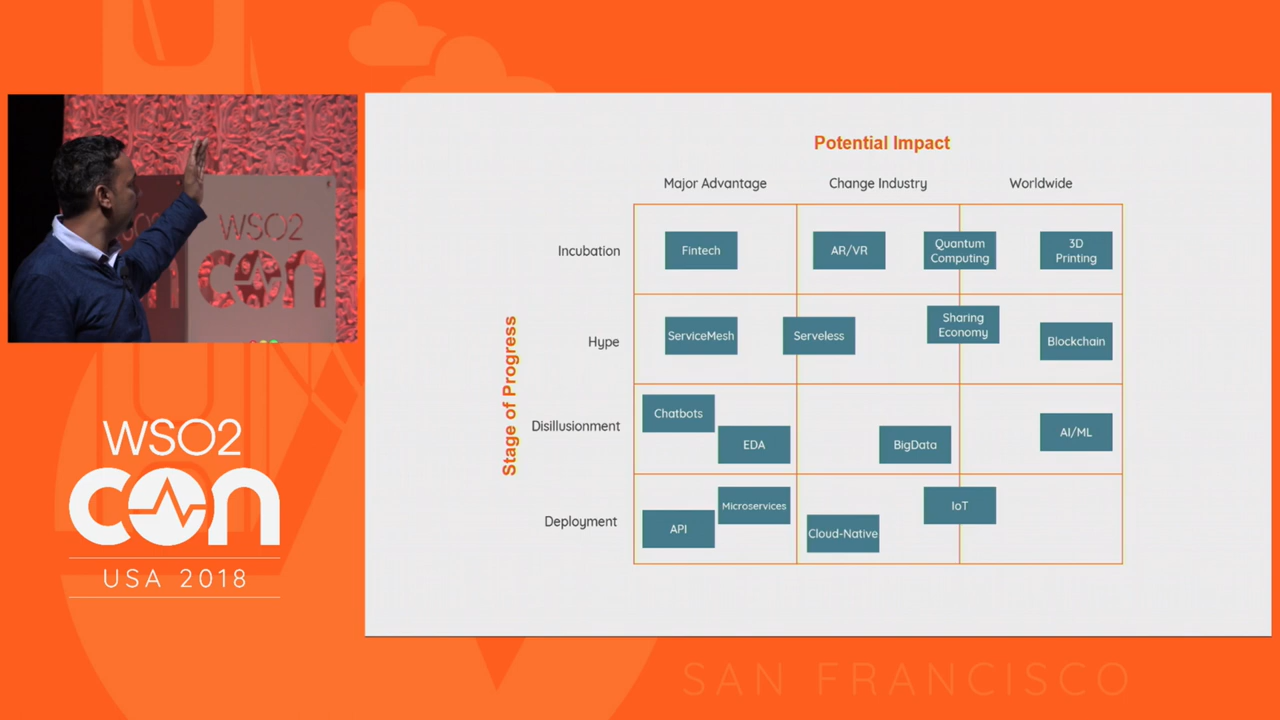 WSO2
con
WSO2
con
USA 2018
Potential Impact
Major Advantage
Change Industry
Worldwide
Stage of Progress
Incubation
Fintech
AR/VR
Quantum
Computing
3D
Printing
Hype
ServiceMesh
Serveless
Sharing
Economy
Blockchain
Disillusionment
Chatbots
EDA
BigData
AI/ML
Deployment
API
Microservices
Cloud-Native
IoT
SAN FRANCISCO